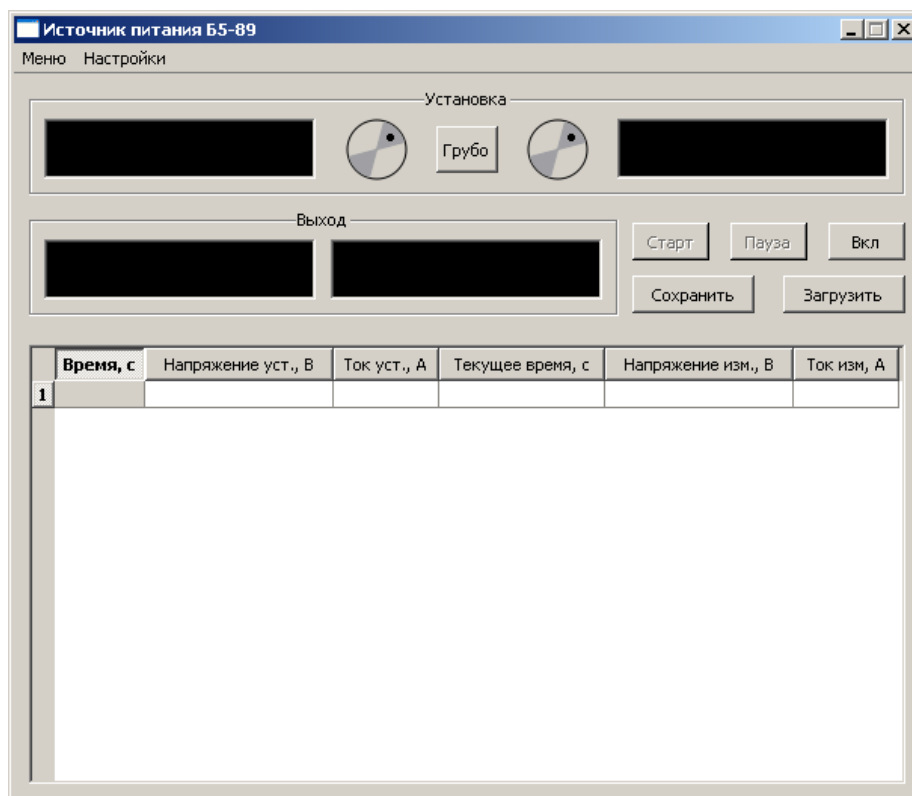 Источник питания Б5-89
Меню Настройки
Установка
Грубо
Выход
Старт Пауза Вкл
Сохранить Загрузить
Время, с Напряжение уст., В Ток уст., А Текущее время, с Напряжение изм., В Ток изм, А
1